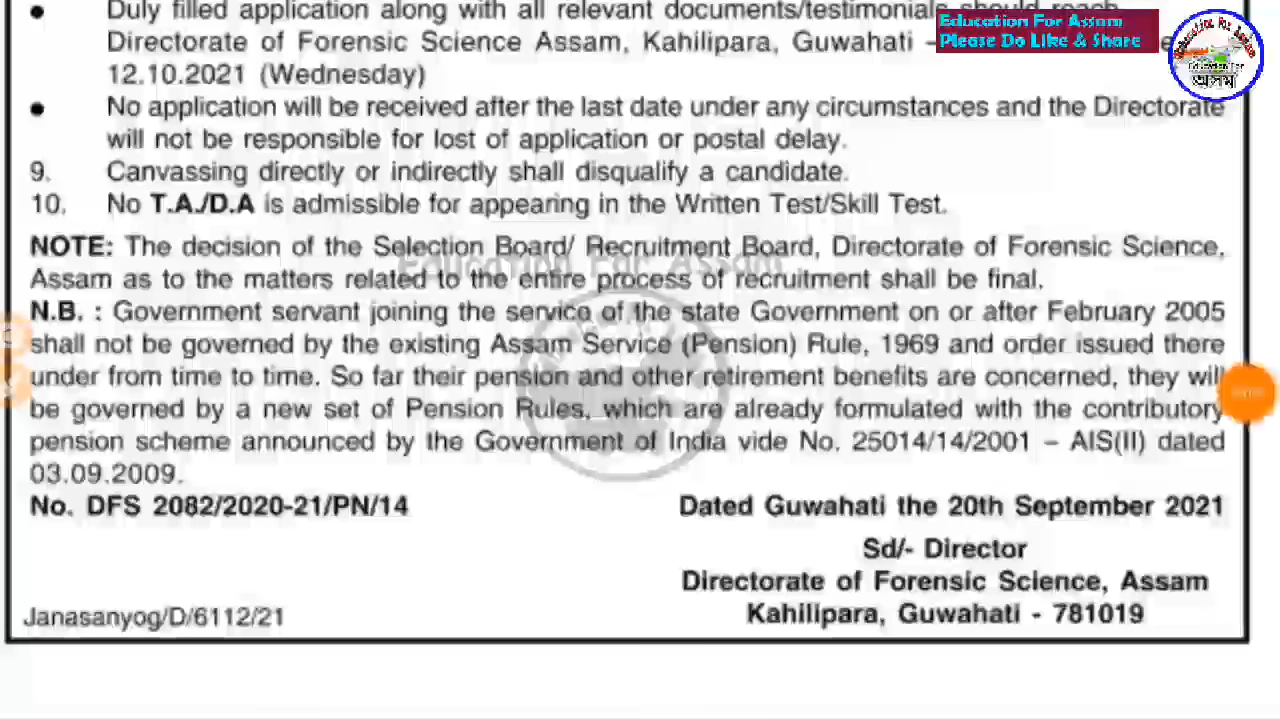 Duly filled application along with all relevant documents/testimonials should reach
Education For Assam
Please Do Like & Share
Directorate of Forensic Science Assam, Kahilipara, Guwahati –
12.10.2021 (Wednesday)
Education For
অসম
No application will be received after the last date under any circumstances and the Directorate
will not be responsible for lost of application or postal delay.
9. Canvassing directly or indirectly shall disqualify a candidate.
10. No T.A./D.A is admissible for appearing in the Written Test/Skill Test.
NOTE: The decision of the Selection Board/ Recruitment Board, Directorate of Forensic Science,
Education For Assam
Assam as to the matters related to the entire process of recruitment shall be final.
N.B. : Government servant joining the service of the state Government on or after February 2005
shall not be governed by the existing Assam Service (Pension) Rule, 1969 and order issued there
under from time to time. So far their pension and other retirement benefits are concerned, they will
be governed by a new set of Pension Rules, which are already formulated with the contributory
pension scheme announced by the Government of India vide No. 25014/14/2001 – AIS(II) dated
03.09.2009.
No. DFS 2082/2020-21/PN/14
Dated Guwahati the 20th September 2021
Sd/- Director
Directorate of Forensic Science, Assam
Kahilipara, Guwahati - 781019
Janasanyog/D/6112/21